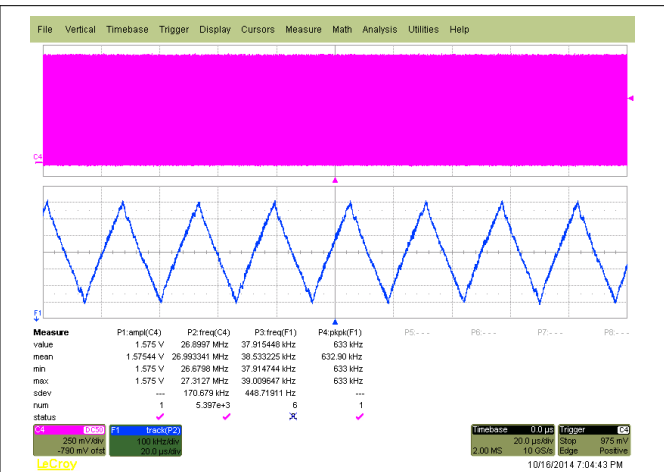 File Vertical Timebase Trigger Display Cursors Measure Math Analysis Utilities Help
C4
F1
Measure P1:ampl(C4) P2:freq(C4) P3:freq(F1) P4:pkpk(F1) P5:- - - P6:- - - P7:- - - P8:- - -
value 1.575 V 26.8997 MHz 37.915448 kHz 633 kHz
mean 1.57544 V 26.993341 MHz 38.533225 kHz 632.90 kHz
min 1.575 V 26.6798 MHz 37.914744 kHz 633 kHz
max 1.575 V 27.3127 MHz 39.009647 kHz 633 kHz
sdev --- 170.679 kHz 448.71911 Hz ---
num 1 5.397e+3 6 1
status
C4 DC50 F1 track(P2) Timebase 0.0 µs Trigger C4
250 mV/div 100 kHz/div 20.0 µs/div Stop 975 mV
-790 mV ofst 20.0 µs/div 2.00 MS 10 GS/s Edge Positive
LeCroy
10/16/2014 7:04:43 PM